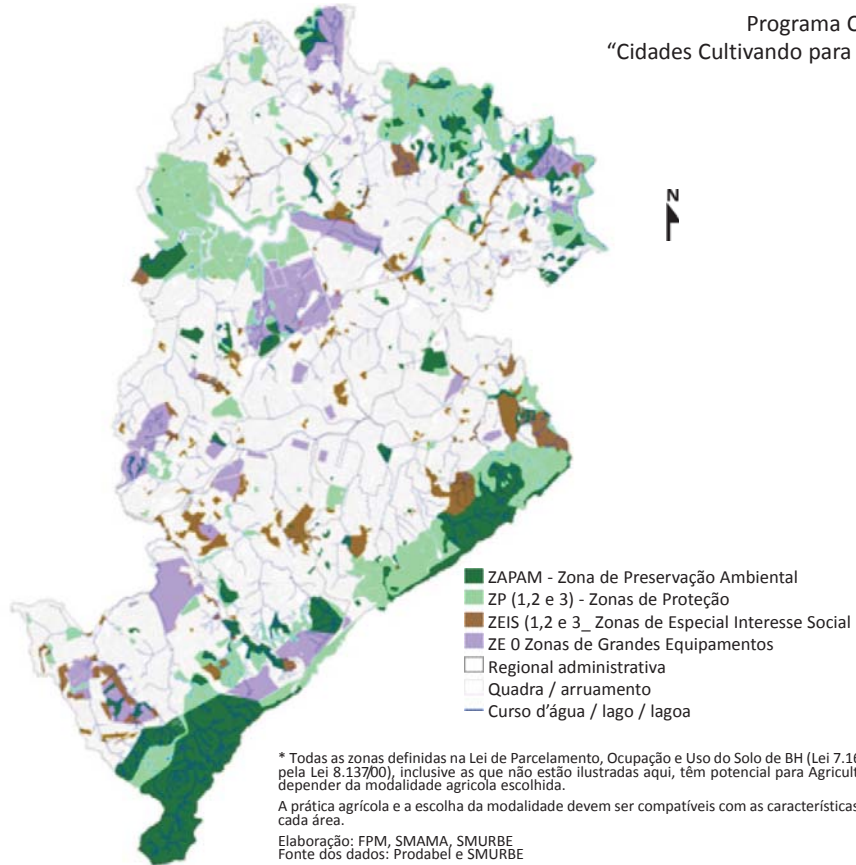 Programa C
“Cidades Cultivando para
N
ZAPAM - Zona de Preservação Ambiental
ZP (1,2 e 3) - Zonas de Proteção
ZEIS (1,2 e 3_ Zonas de Especial Interesse Social
ZE 0 Zonas de Grandes Equipamentos
Regional administrativa
Quadra / arruamento
Curso d’água / lago / lagoa
* Todas as zonas definidas na Lei de Parcelamento, Ocupação e Uso do Solo de BH (Lei 7.16
pela Lei 8.137/00), inclusive as que não estão ilustradas aqui, têm potencial para Agricult
depender da modalidade agricola escolhida.
A prática agrícola e a escolha da modalidade devem ser compatíveis com as características
cada área.
Elaboração: FPM, SMAMA, SMURBE
Fonte dos dados: Prodabel e SMURBE